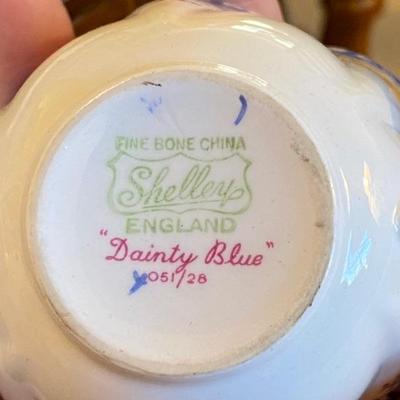 FINE BONE CHINA
Shelley
ENGLAND
"Dainty Blue"
051/28